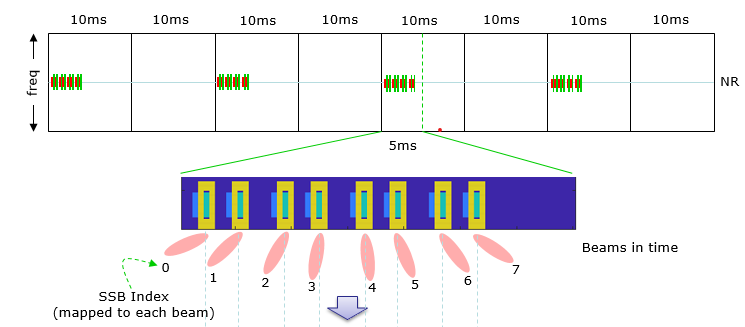 10ms 10ms 10ms 10ms 10ms 10ms 10ms 10ms
freq
NR
5ms
Beams in time
0 1 2 3 4 5 6 7
SSB Index
(mapped to each beam)